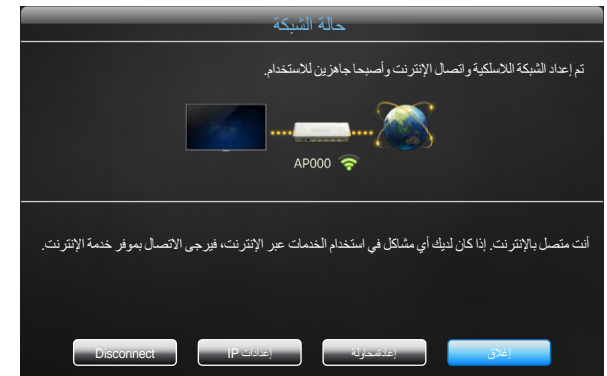 حالة الشبكة
تم إعداد الشبكة اللاسلكية واتصال الإنترنت وأصبحا جاهزين للاستخدام.
AP000
أنت متصل بالإنترنت. إذا كان لديك أي مشاكل في استخدام الخدمات عبر الإنترنت، فيرجى الاتصال بموفر خدمة الإنترنت.
إغلاق إعادةمحاولة إعدادات IP Disconnect